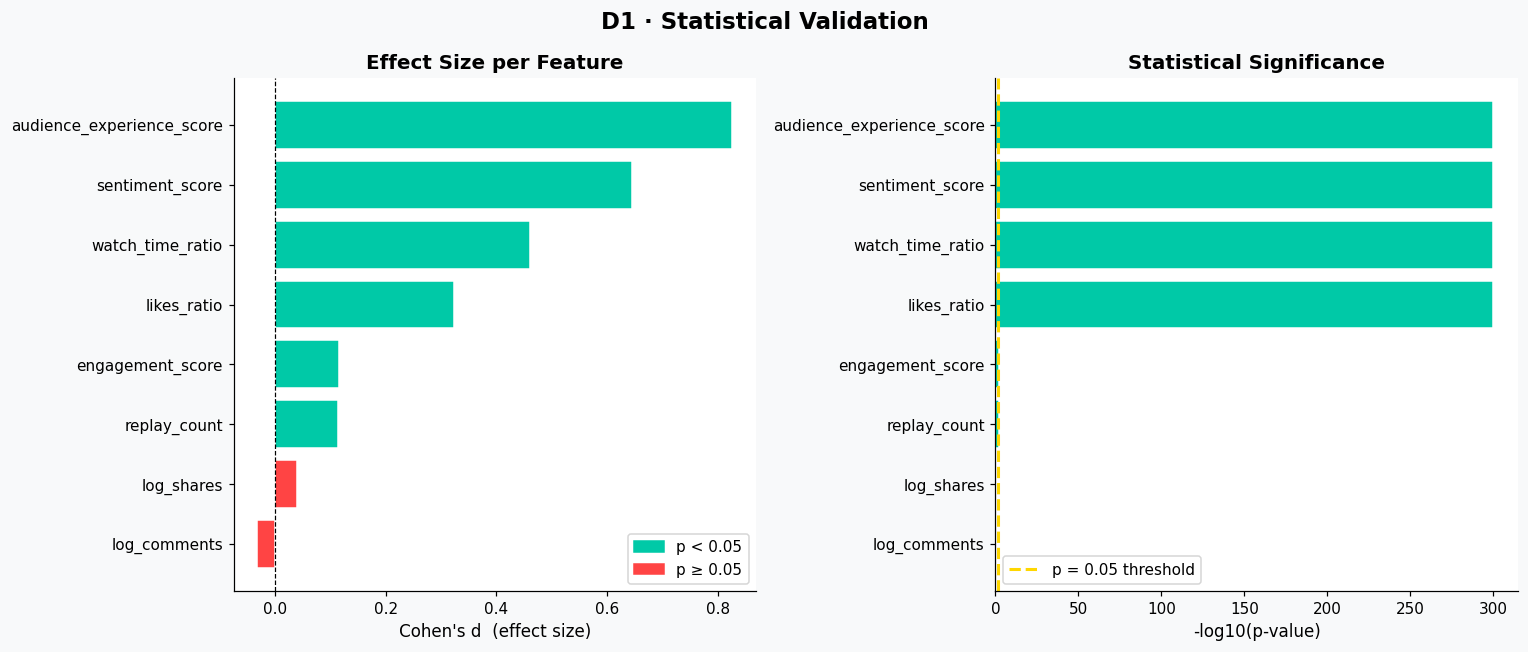 D1 · Statistical Validation
Effect Size per Feature
audience_experience_score
sentiment_score
watch_time_ratio
likes_ratio
engagement_score
replay_count
log_shares
log_comments
p < 0.05
p ≥ 0.05
0.0 0.2 0.4 0.6 0.8
Cohen's d (effect size)
Statistical Significance
audience_experience_score
sentiment_score
watch_time_ratio
likes_ratio
engagement_score
replay_count
log_shares
log_comments
p = 0.05 threshold
0 50 100 150 200 250 300
-log10(p-value)